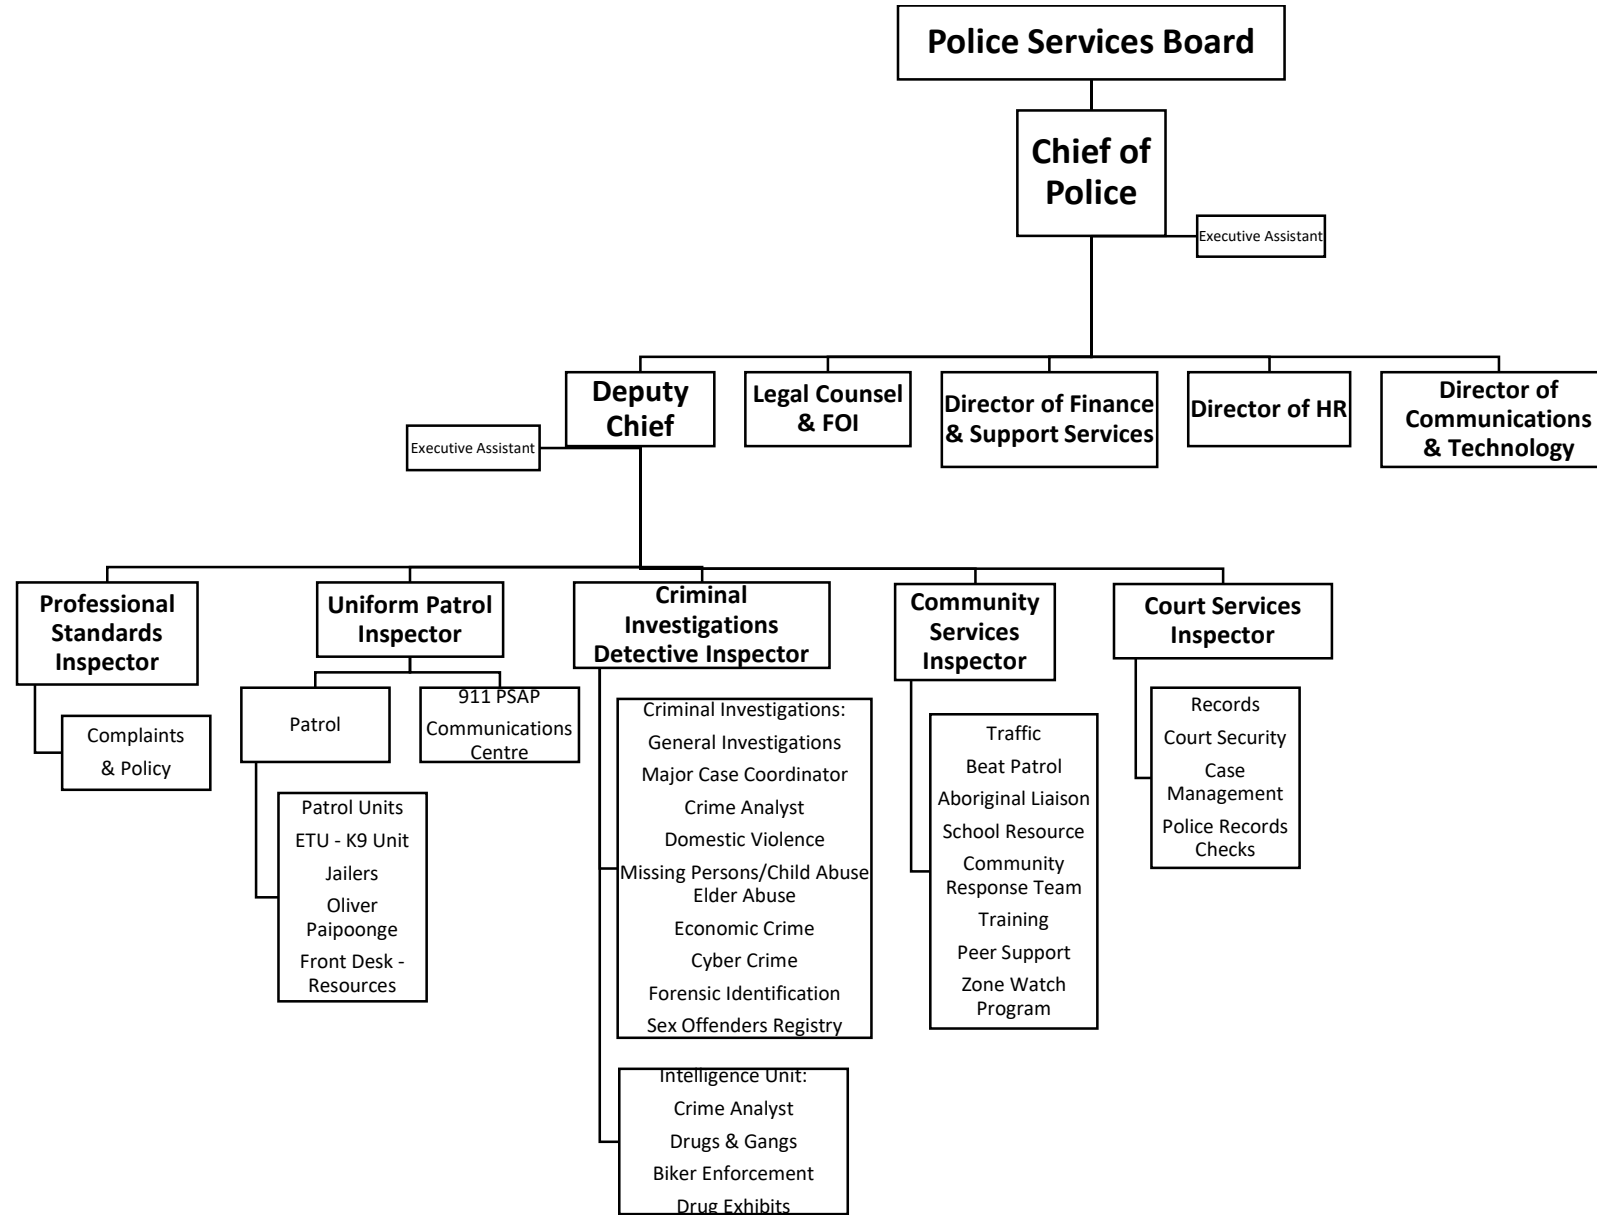 Police Services Board
Chief of
Police
Executive Assistant
Deputy
Chief
Legal Counsel
& FOI
Director of Finance
& Support Services
Director of HR
Director of
Communications
& Technology
Executive Assistant
Professional
Standards
Inspector
Uniform Patrol
Inspector
Criminal
Investigations
Detective Inspector
Community
Services
Inspector
Court Services
Inspector
Complaints
& Policy
Patrol
911 PSAP
Communications
Centre
Patrol Units
ETU - K9 Unit
Jailers
Oliver
Paipoonge
Front Desk -
Resources
Criminal Investigations:
General Investigations
Major Case Coordinator
Crime Analyst
Domestic Violence
Missing Persons/Child Abuse
Elder Abuse
Economic Crime
Cyber Crime
Forensic Identification
Sex Offenders Registry
Intelligence Unit:
Crime Analyst
Drugs & Gangs
Biker Enforcement
Drug Exhibits
Traffic
Beat Patrol
Aboriginal Liaison
School Resource
Community
Response Team
Training
Peer Support
Zone Watch
Program
Records
Court Security
Case
Management
Police Records
Checks